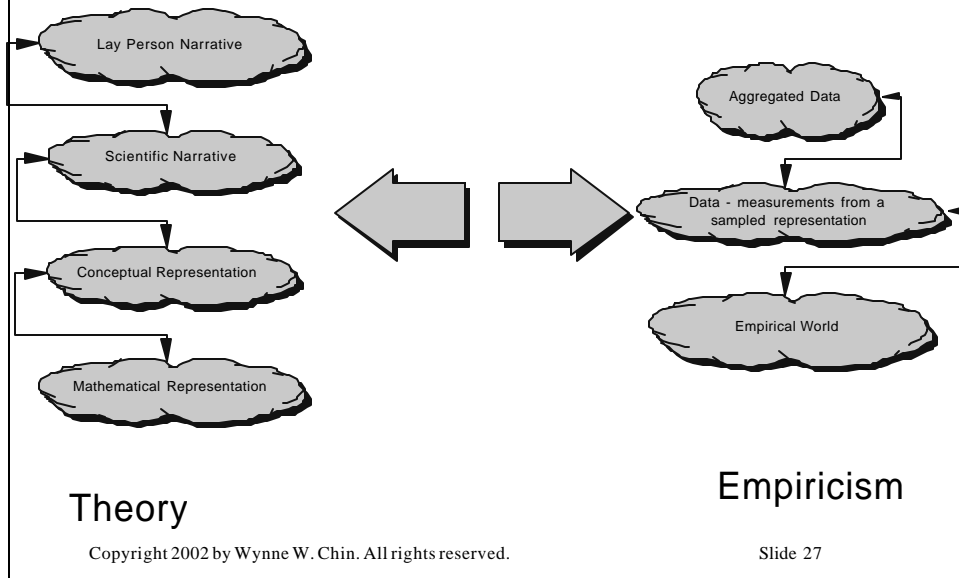 Lay Person Narrative
Scientific Narrative
Conceptual Representation
Mathematical Representation
Theory
Aggregated Data
Data - measurements from a
sampled representation
Empirical World
Empiricism
Copyright 2002 by Wynne W. Chin. All rights reserved.
Slide 27